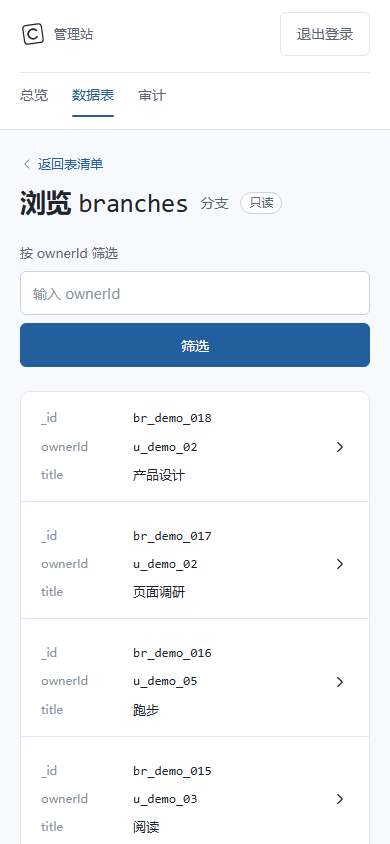 管理站
退出登录
总览 数据表 审计
返回表清单
浏览 branches 分支 只读
按 ownerId 筛选
输入 ownerId
筛选
_id br_demo_018
ownerId u_demo_02
title 产品设计
_id br_demo_017
ownerId u_demo_02
title 页面调研
_id br_demo_016
ownerId u_demo_05
title 跑步
_id br_demo_015
ownerId u_demo_03
title 阅读